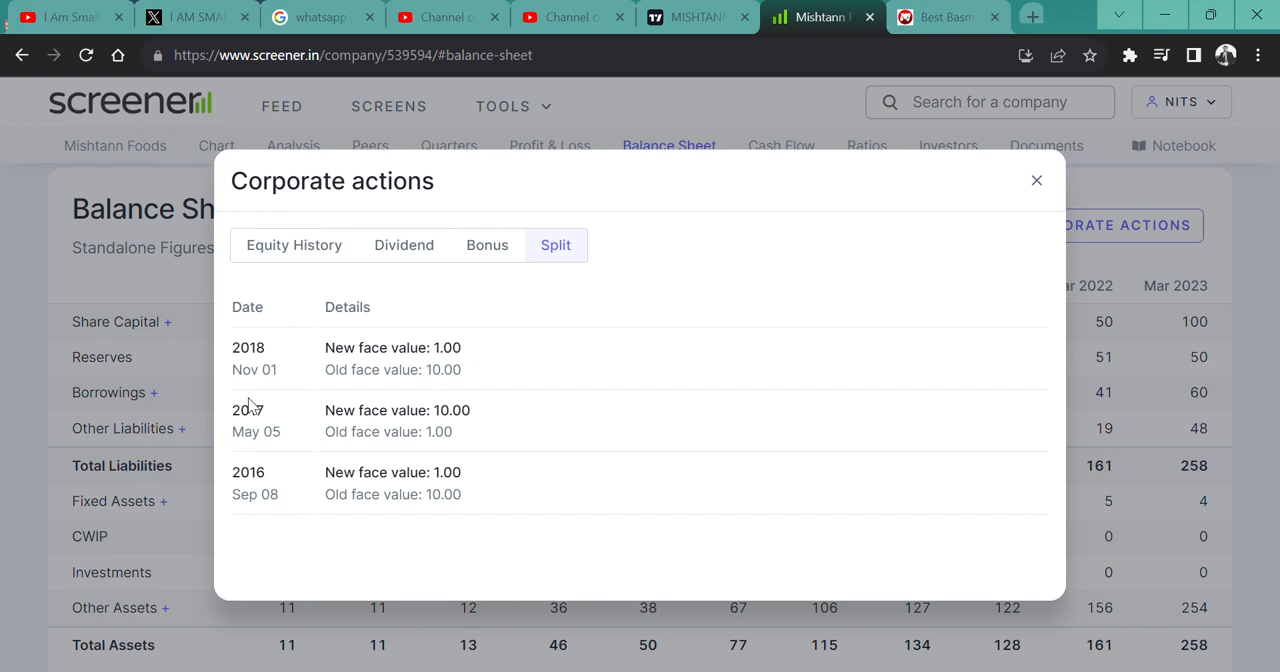 I Am Small
I AM SMAL
whatsapp
Channel co
Channel co
MISHTANN
Mishtann F
Best Basm
https://www.screener.in/company/539594/#balance-sheet
screener
FEED
SCREENS
TOOLS
Search for a company
NITS
Mishtann Foods
Chart
Analysis
Peers
Quarters
Profit & Loss
Balance Sheet
Cash Flow
Ratios
Investors
Documents
Notebook
Corporate actions
Balance Sh
Standalone Figures
ORATE ACTIONS
Equity History
Dividend
Bonus
Split
ar 2022
Mar 2023
Date
Details
Share Capital +
50
100
2018
New face value: 1.00
Reserves
51
50
Nov 01
Old face value: 10.00
Borrowings +
41
60
2017
New face value: 10.00
Other Liabilities +
19
48
May 05
Old face value: 1.00
Total Liabilities
161
258
2016
New face value: 1.00
Sep 08
Old face value: 10.00
Fixed Assets +
5
4
CWIP
0
0
Investments
0
0
Other Assets +
11
11
12
36
38
67
106
127
122
156
254
Total Assets
11
11
13
46
50
77
115
134
128
161
258